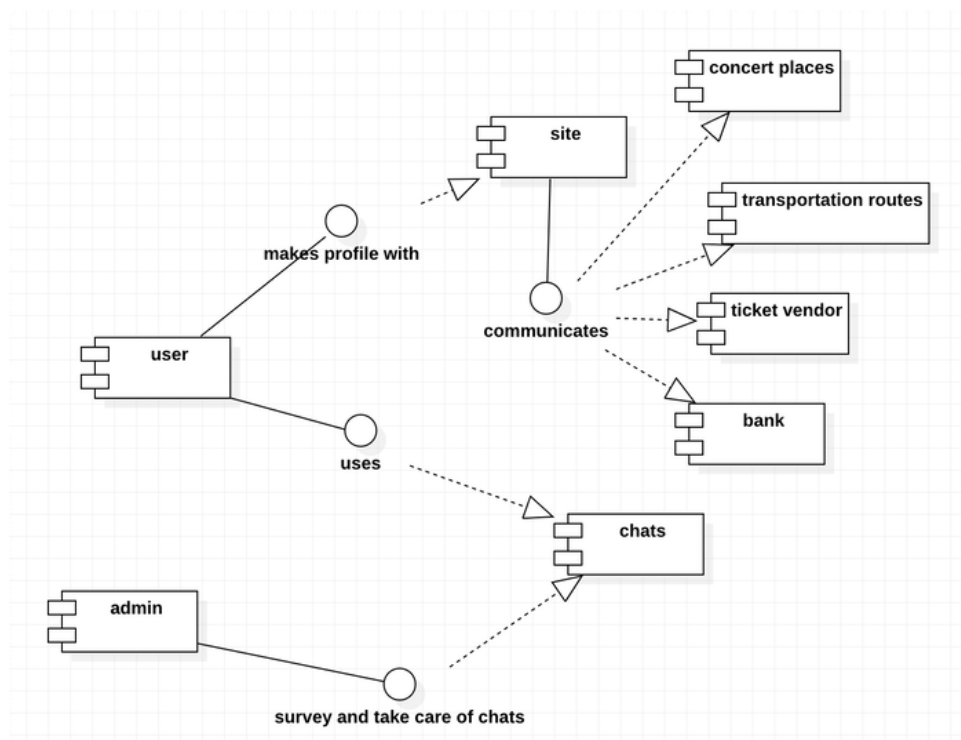 concert places
site
transportation routes
makes profile with
ticket vendor
communicates
user
bank
uses
chats
admin
survey and take care of chats